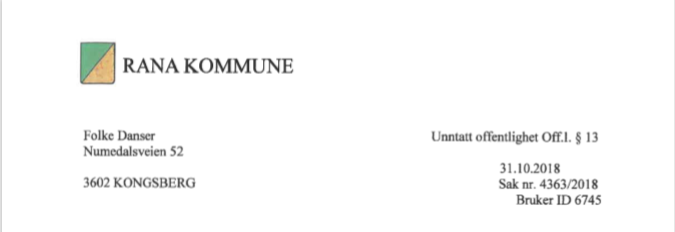 RANA KOMMUNE
Folke Danser
Numedalsveien 52
3602 KONGSBERG
Unntatt offentlighet Off.l. § 13
31.10.2018
Sak nr. 4363/2018
Bruker ID 6745